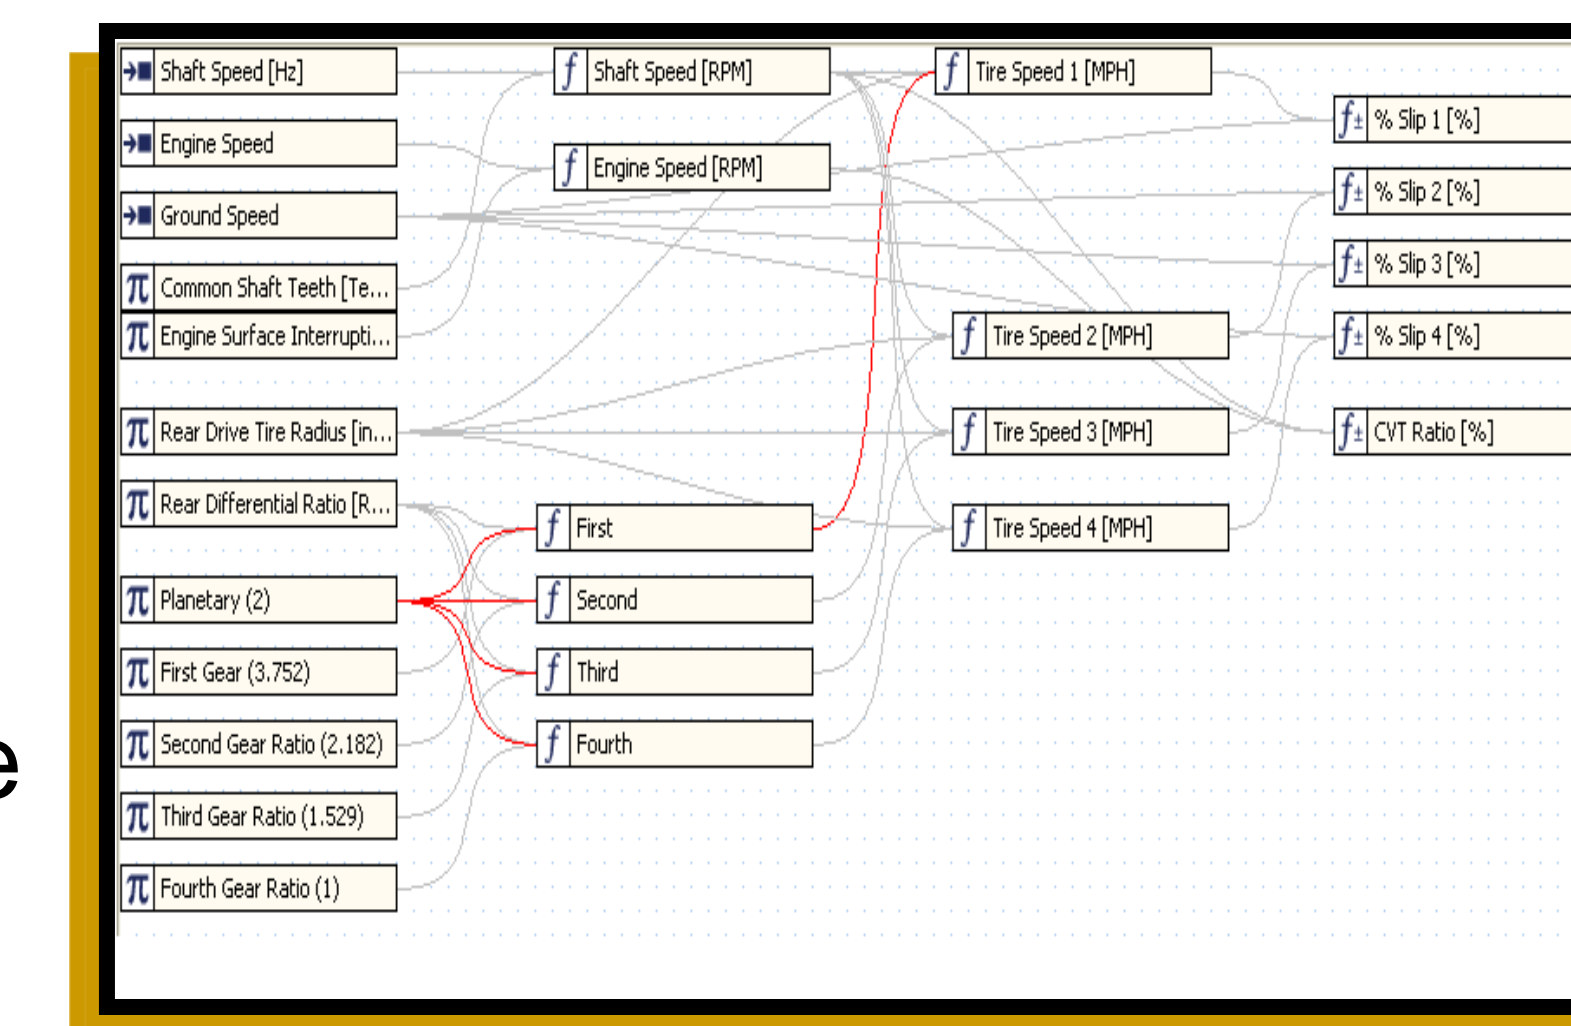 Shaft Speed [Hz]
Engine Speed
Ground Speed
Common Shaft Teeth [Te...
Engine Surface Interrupti...
Rear Drive Tire Radius [in...
Rear Differential Ratio [R...
Planetary (2)
First Gear (3.752)
Second Gear Ratio (2.182)
Third Gear Ratio (1.529)
Fourth Gear Ratio (1)
Shaft Speed [RPM]
Engine Speed [RPM]
First
Second
Third
Fourth
Tire Speed 1 [MPH]
Tire Speed 2 [MPH]
Tire Speed 3 [MPH]
Tire Speed 4 [MPH]
% Slip 1 [%]
% Slip 2 [%]
% Slip 3 [%]
% Slip 4 [%]
CVT Ratio [%]
e